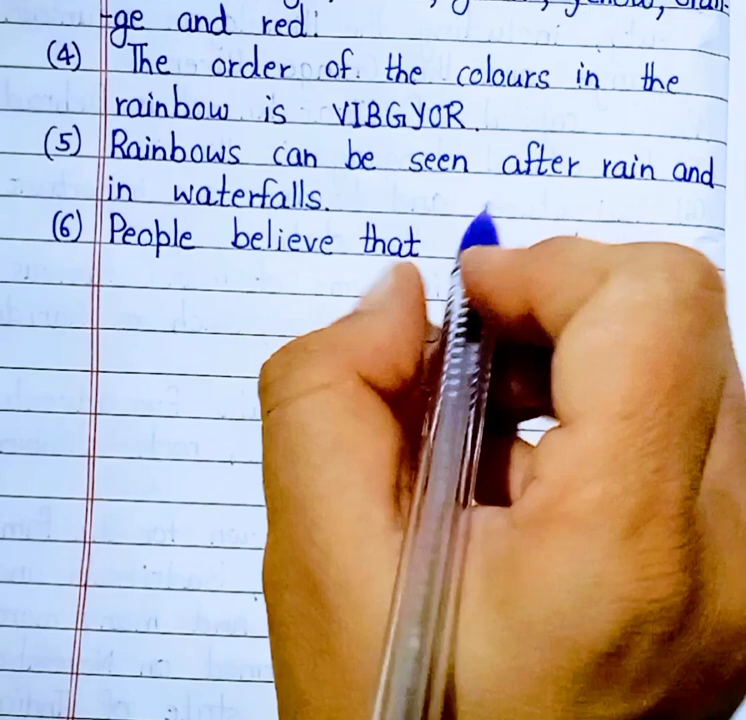 -ge and red.
(4) The order of the colours in the
rainbow is VIBGYOR.
(5) Rainbows can be seen after rain and
in waterfalls.
(6) People believe that